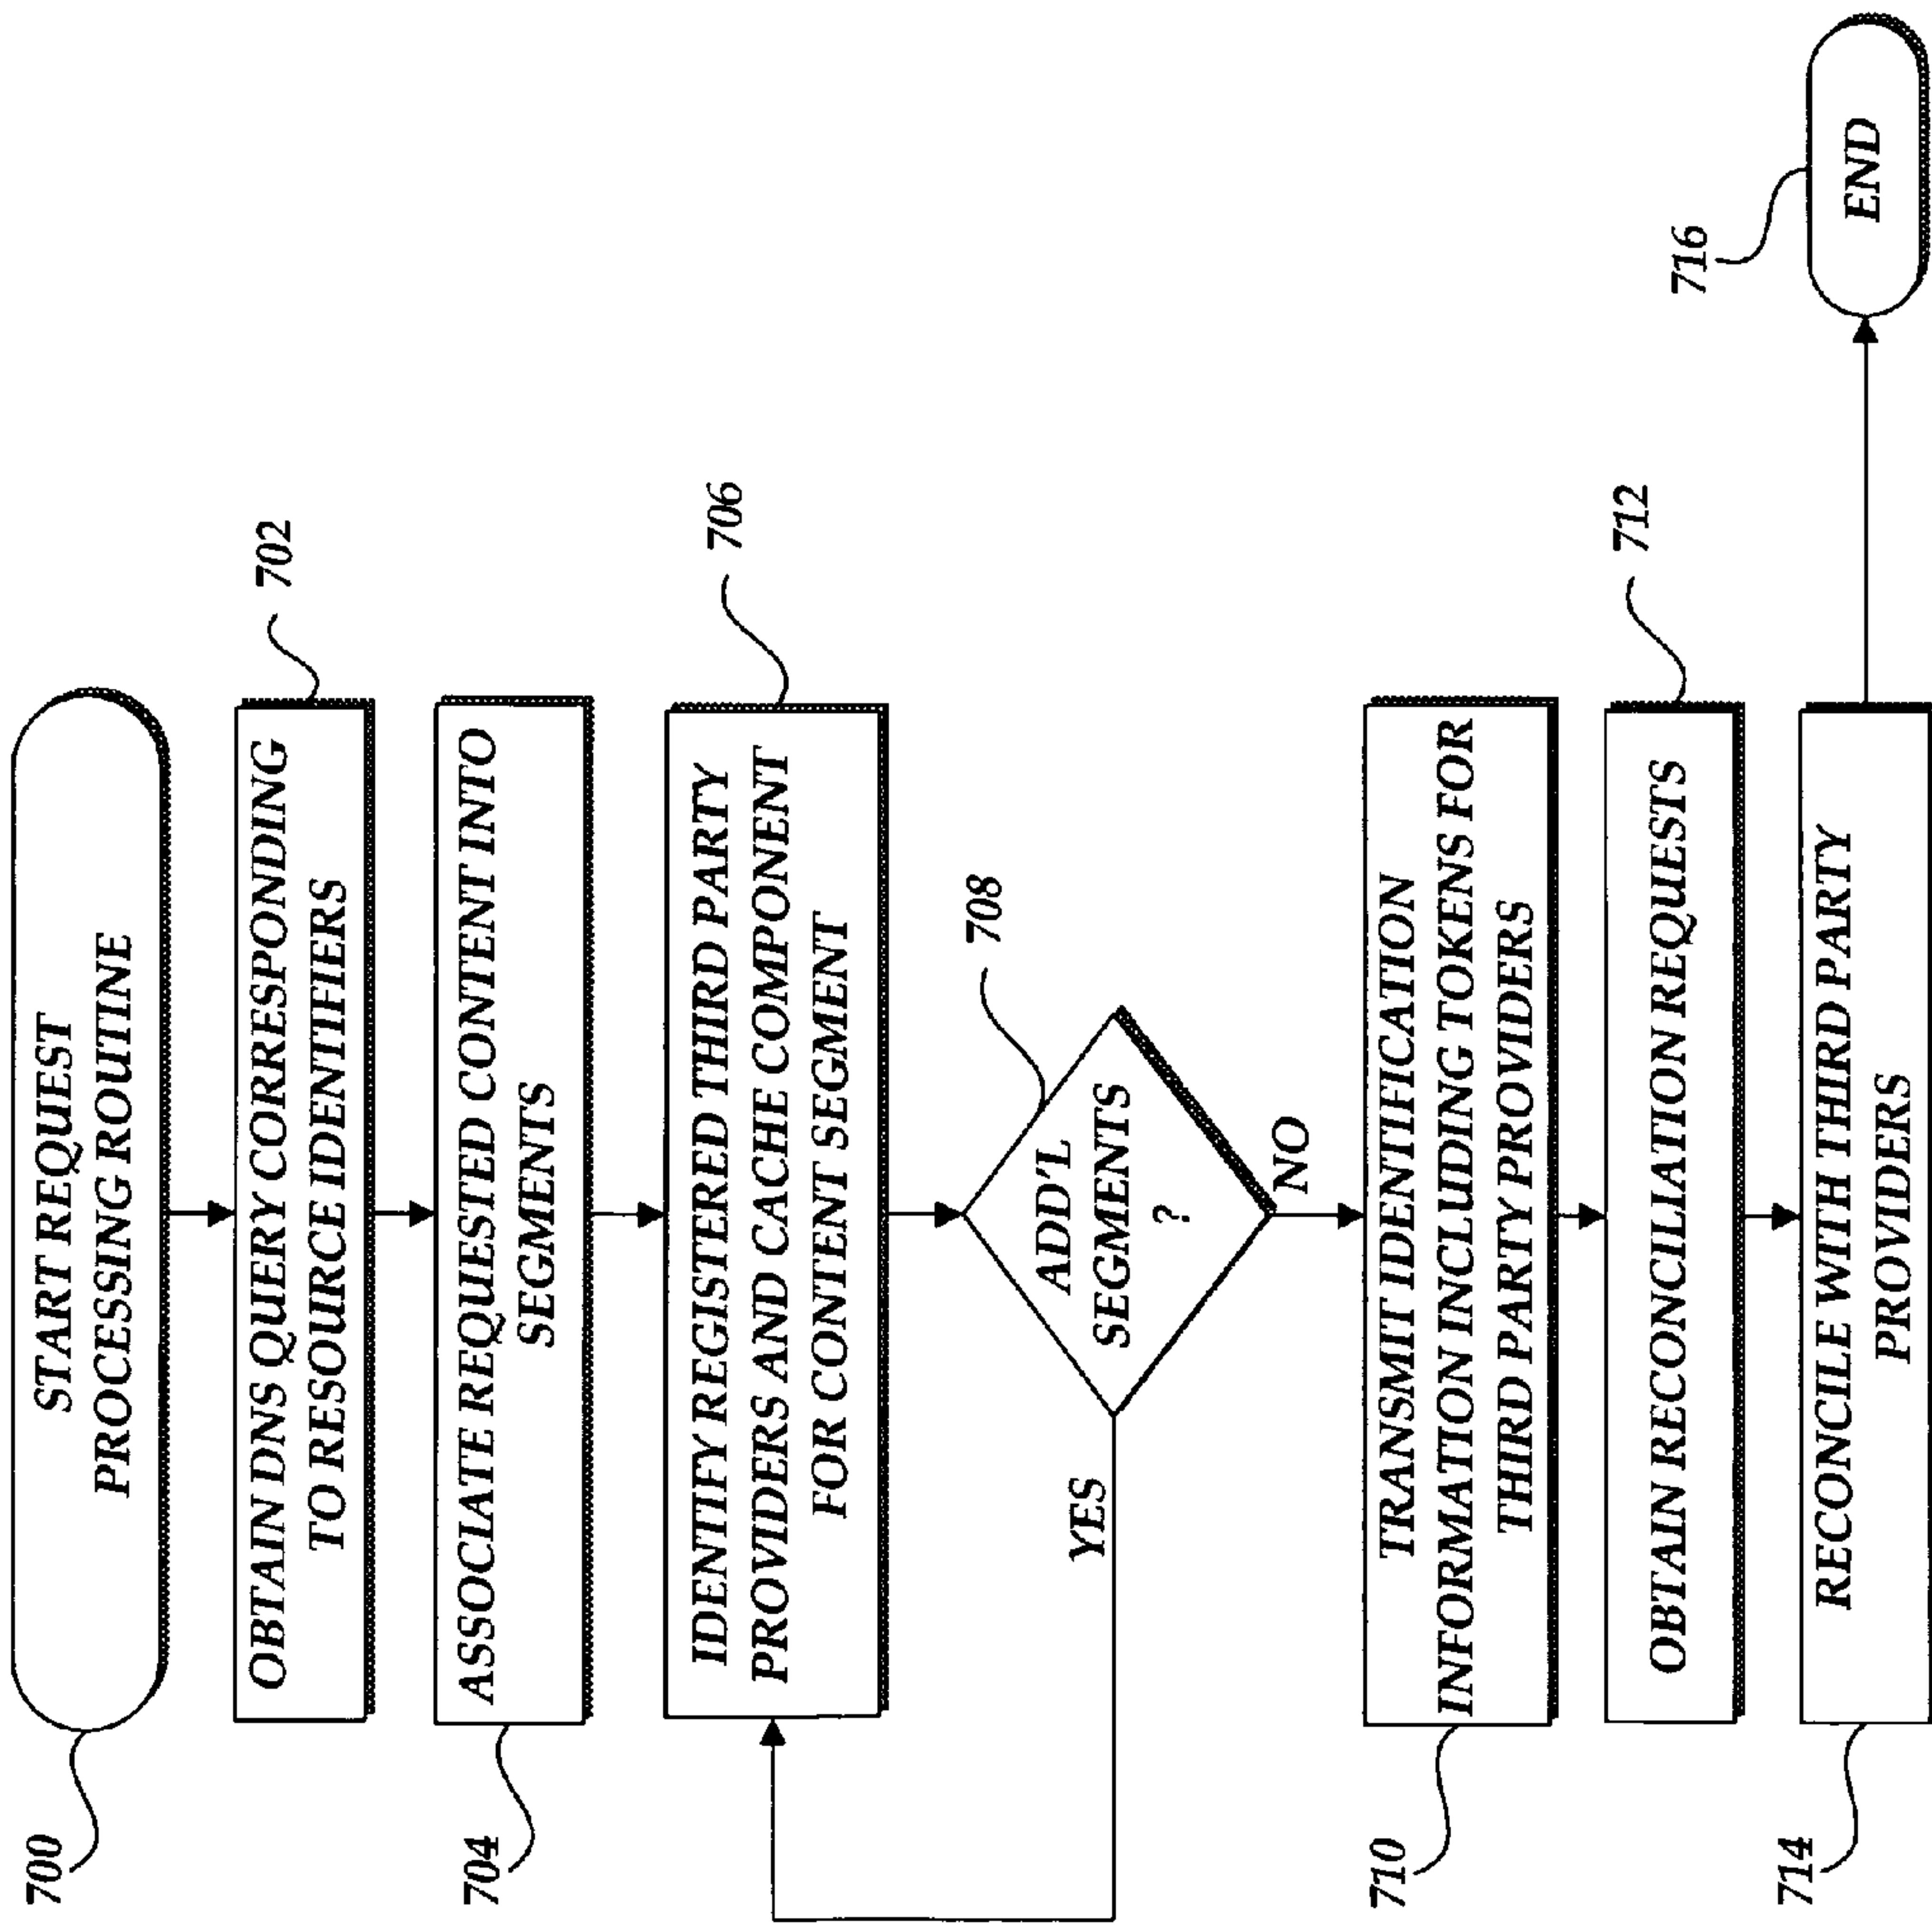 700
START REQUEST
PROCESSING ROUTINE
OBTAIN DNS QUERY CORRESPONDING
TO RESOURCE IDENTIFIERS
702
704
ASSOCIATE REQUESTED CONTENT INTO
SEGMENTS
IDENTIFY REGISTERED THIRD PARTY
PROVIDERS AND CACHE COMPONENT
FOR CONTENT SEGMENT
706
708
ADD'L
SEGMENTS
?
YES
NO
710
TRANSMIT IDENTIFICATION
INFORMATION INCLUDING TOKENS FOR
THIRD PARTY PROVIDERS
OBTAIN RECONCILIATION REQUESTS
712
714
RECONCILE WITH THIRD PARTY
PROVIDERS
716
END